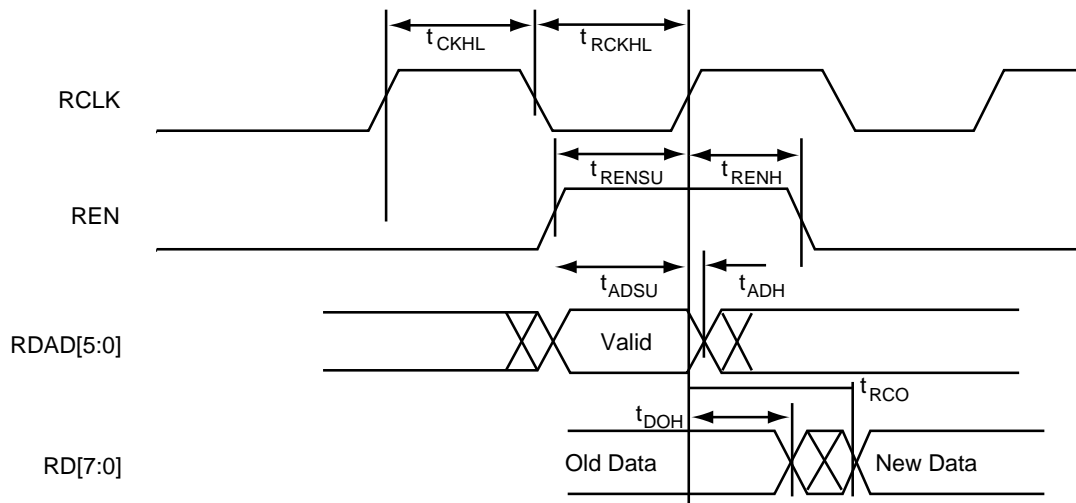 tCKHL tRCKHL
RCLK
tRENSU tRENH
REN
tADSU tADH
RDAD[5:0] Valid
tRCO
tDOH
RD[7:0] Old Data New Data